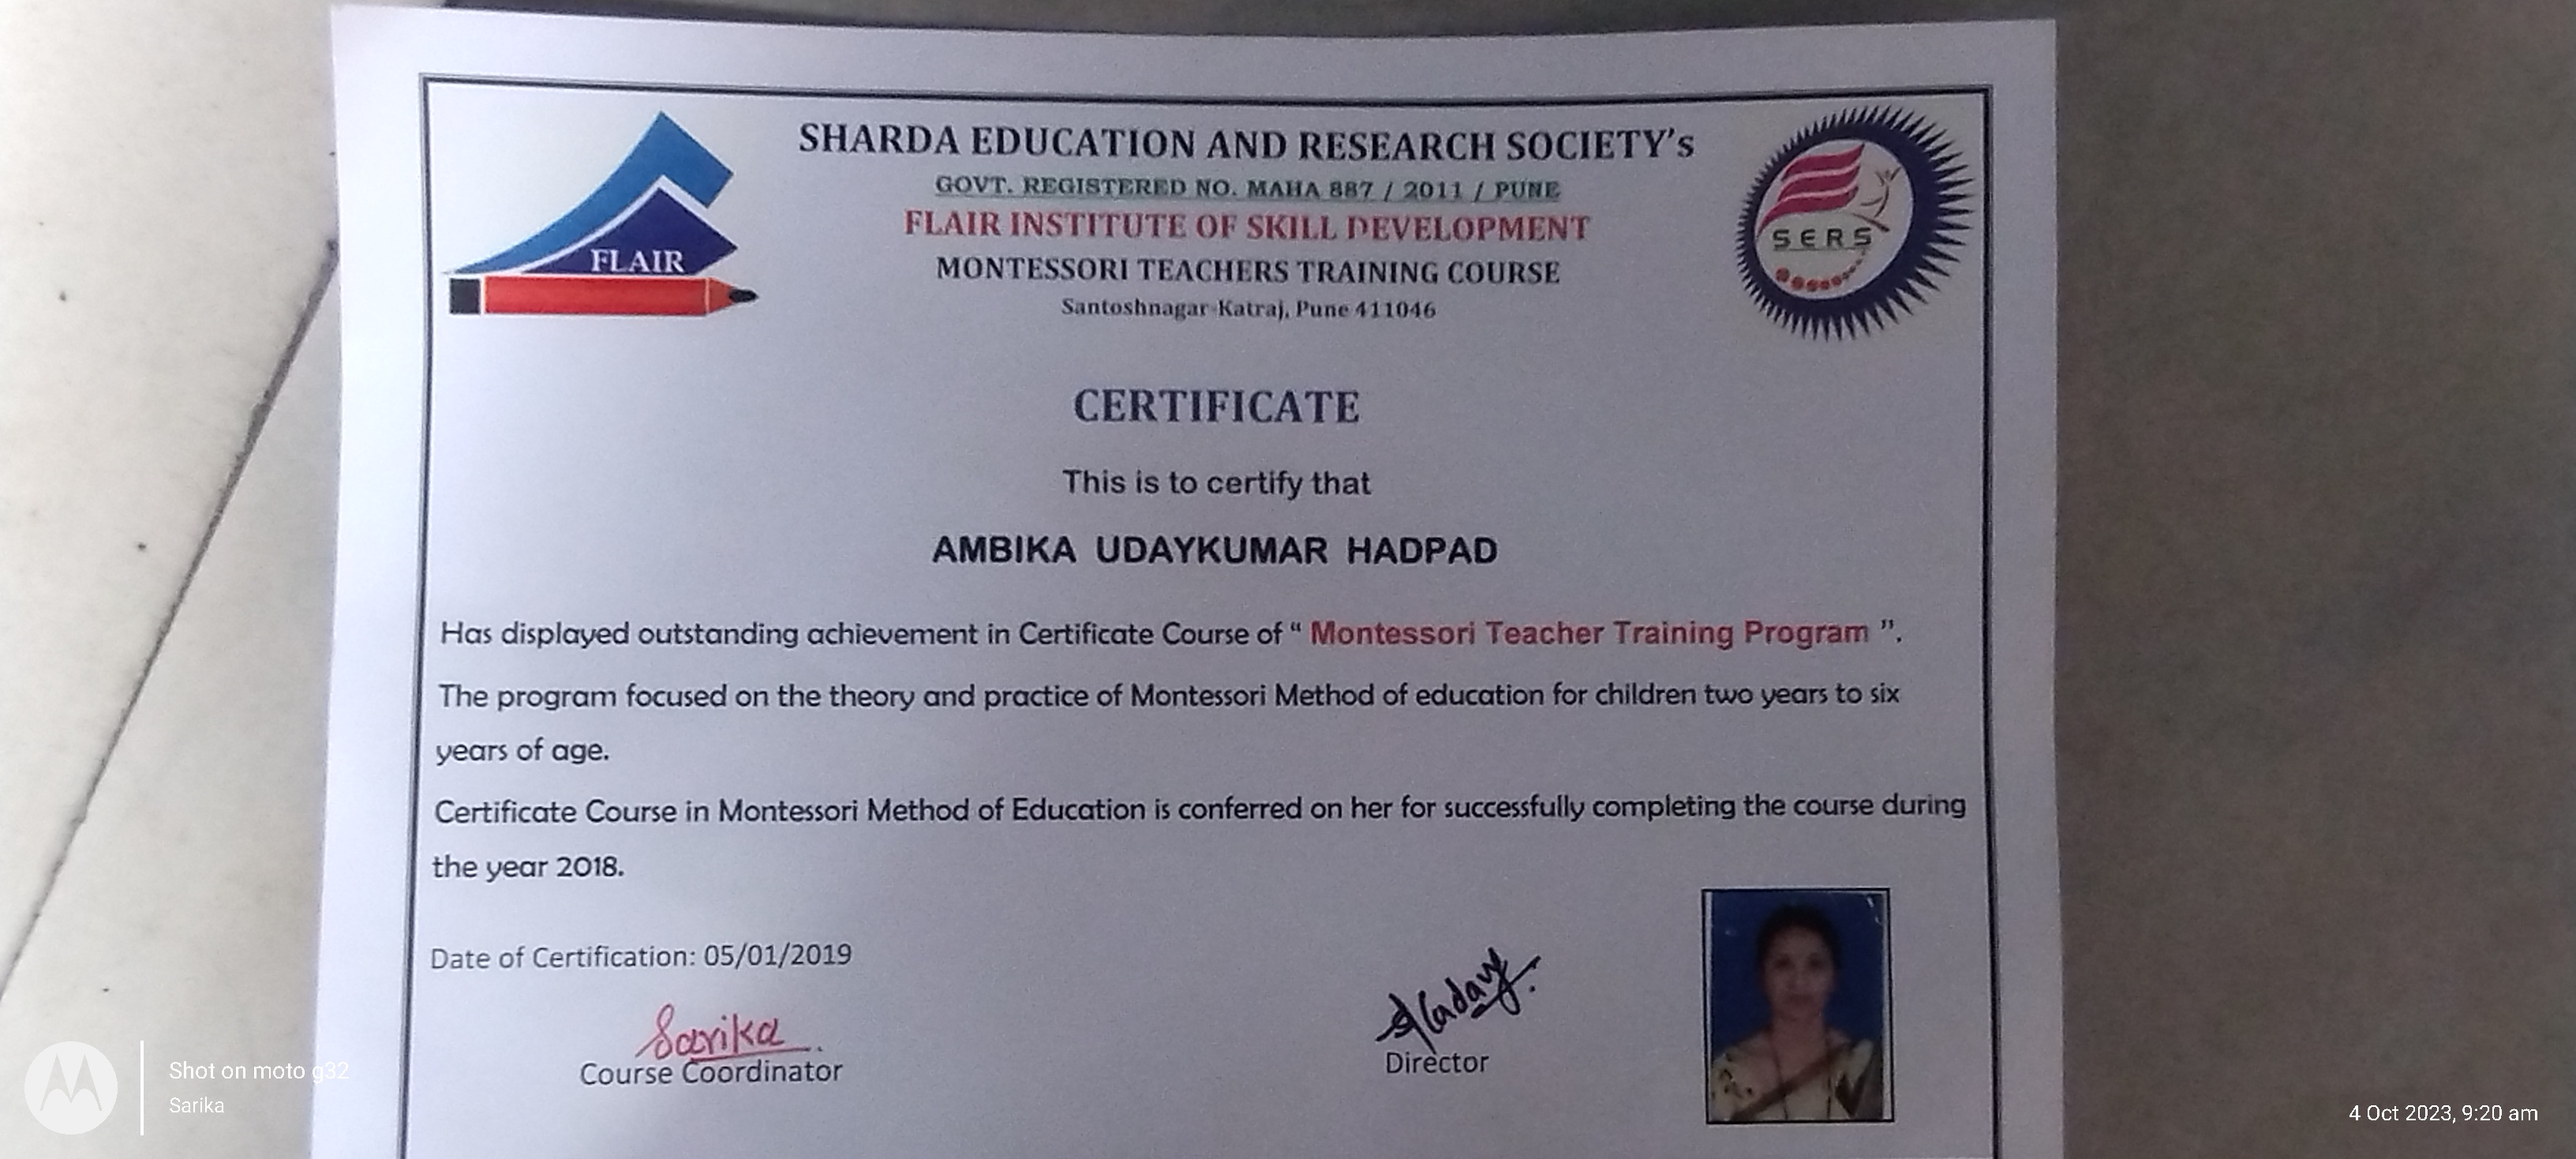 SHARDA EDUCATION AND RESEARCH SOCIETY's
GOVT. REGISTERED NO. MAHA 887 / 2011 / PUNE
FLAIR INSTITUTE OF SKILL DEVELOPMENT
MONTESSORI TEACHERS TRAINING COURSE
Santoshnagar-Katraj, Pune 411046
FLAIR
SERS
CERTIFICATE
This is to certify that
AMBIKA UDAYKUMAR HADPAD
Has displayed outstanding achievement in Certificate Course of “ Montessori Teacher Training Program ”.
The program focused on the theory and practice of Montessori Method of education for children two years to six
years of age.
Certificate Course in Montessori Method of Education is conferred on her for successfully completing the course during
the year 2018.
Date of Certification: 05/01/2019
Sarika
Course Coordinator
Director
Shot on moto g32
Sarika
4 Oct 2023, 9:20 am